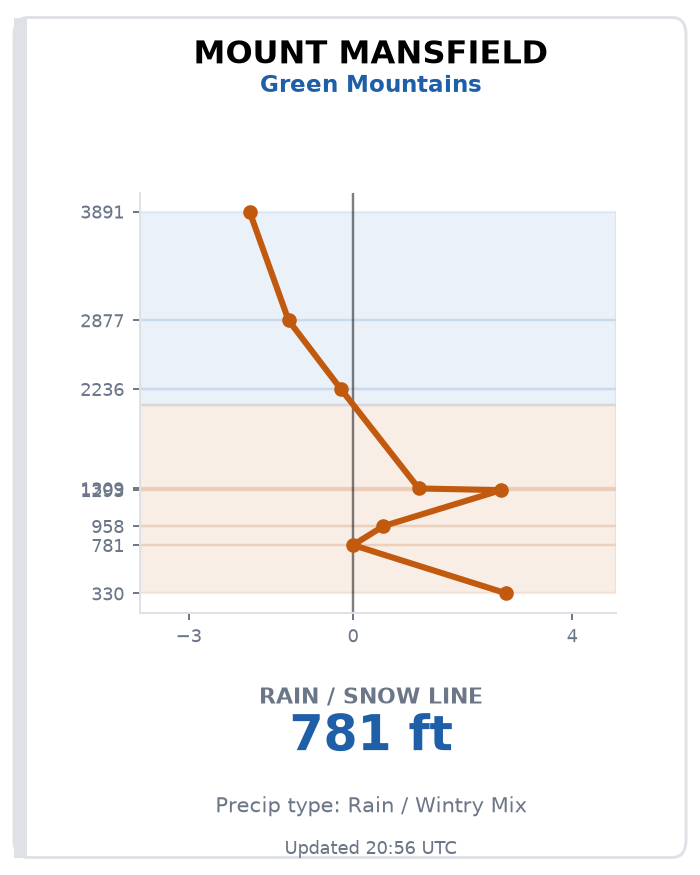 MOUNT MANSFIELD
Green Mountains
3891
2877
2236
958
781
330
−3 0 4
RAIN / SNOW LINE
781 ft
Precip type: Rain / Wintry Mix
Updated 20:56 UTC